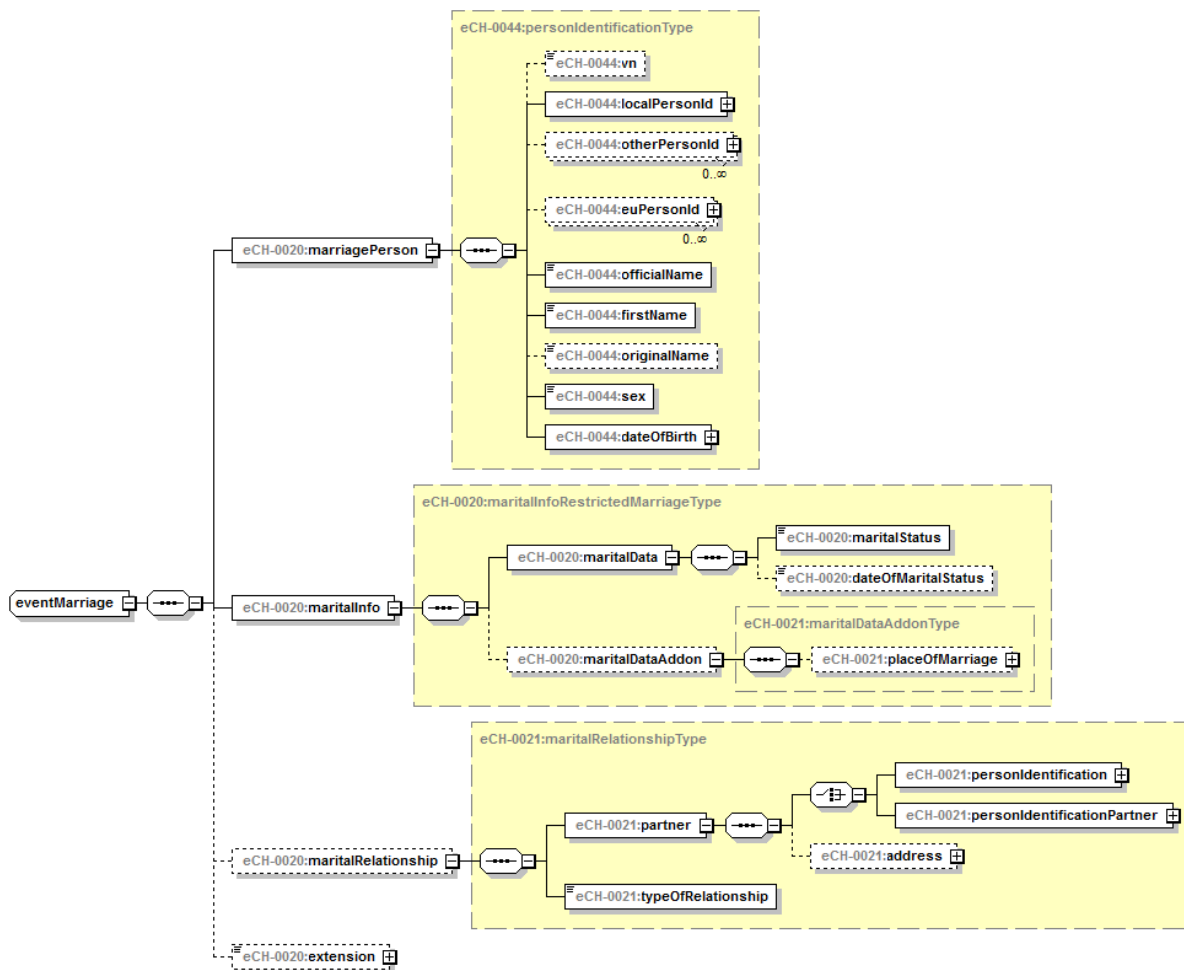 eCH-0044:personIdentificationType
eCH-0044:vn
eCH-0044:localPersonId
eCH-0044:otherPersonId
0..∞
eCH-0044:euPersonId
0..∞
eCH-0020:marriagePerson
eCH-0044:officialName
eCH-0044:firstName
eCH-0044:originalName
eCH-0044:sex
eCH-0044:dateOfBirth
eCH-0020:maritalInfoRestrictedMarriageType
eCH-0020:maritalData
eCH-0020:maritalStatus
eCH-0020:dateOfMaritalStatus
eventMarriage
eCH-0020:maritalInfo
eCH-0021:maritalDataAddonType
eCH-0020:maritalDataAddon
eCH-0021:placeOfMarriage
eCH-0021:maritalRelationshipType
eCH-0021:personIdentification
eCH-0021:partner
eCH-0021:personIdentificationPartner
eCH-0021:address
eCH-0020:maritalRelationship
eCH-0021:typeOfRelationship
eCH-0020:extension